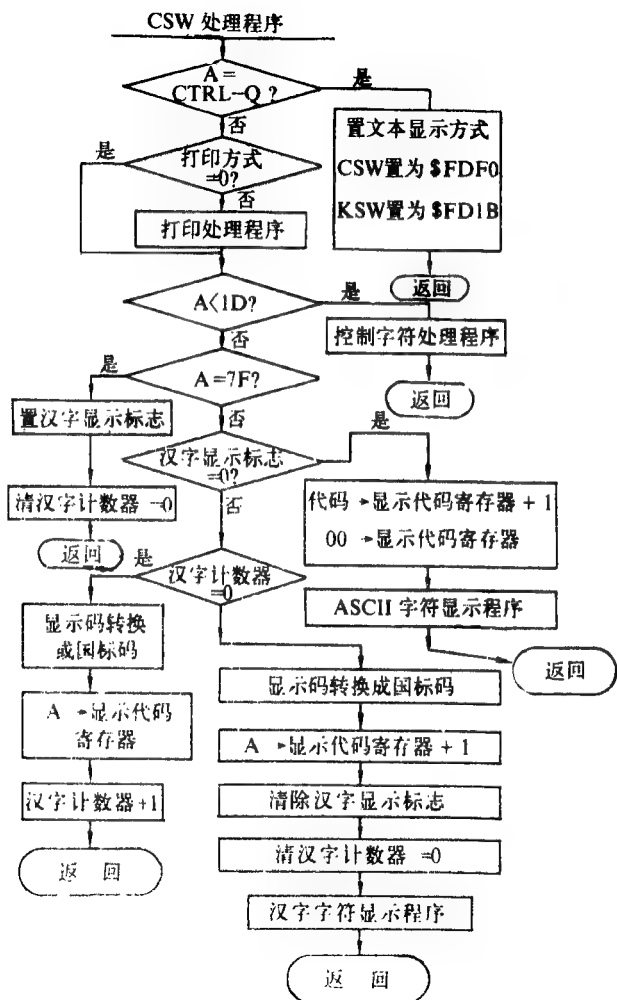 CSW 处理程序
A=
CTRL-Q?
是
否
置文本显示方式
CSW置为 $FDF0
KSW置为 $FD1B
返回
打印方式
=0?
是
否
打印处理程序
A<1D?
是
否
控制字符处理程序
返回
A=7F?
是
否
置汉字显示标志
清汉字计数器=0
返回
汉字显示标志
=0?
是
否
代码→显示代码寄存器+1
00→显示代码寄存器
ASCII 字符显示程序
返回
汉字计数器
=0
是
显示码转换
或国标码
A→显示代码
寄存器
汉字计数器+1
返 回
显示码转换成国标码
A→显示代码寄存器+1
清除汉字显示标志
清汉字计数器=0
汉字字符显示程序
返 回